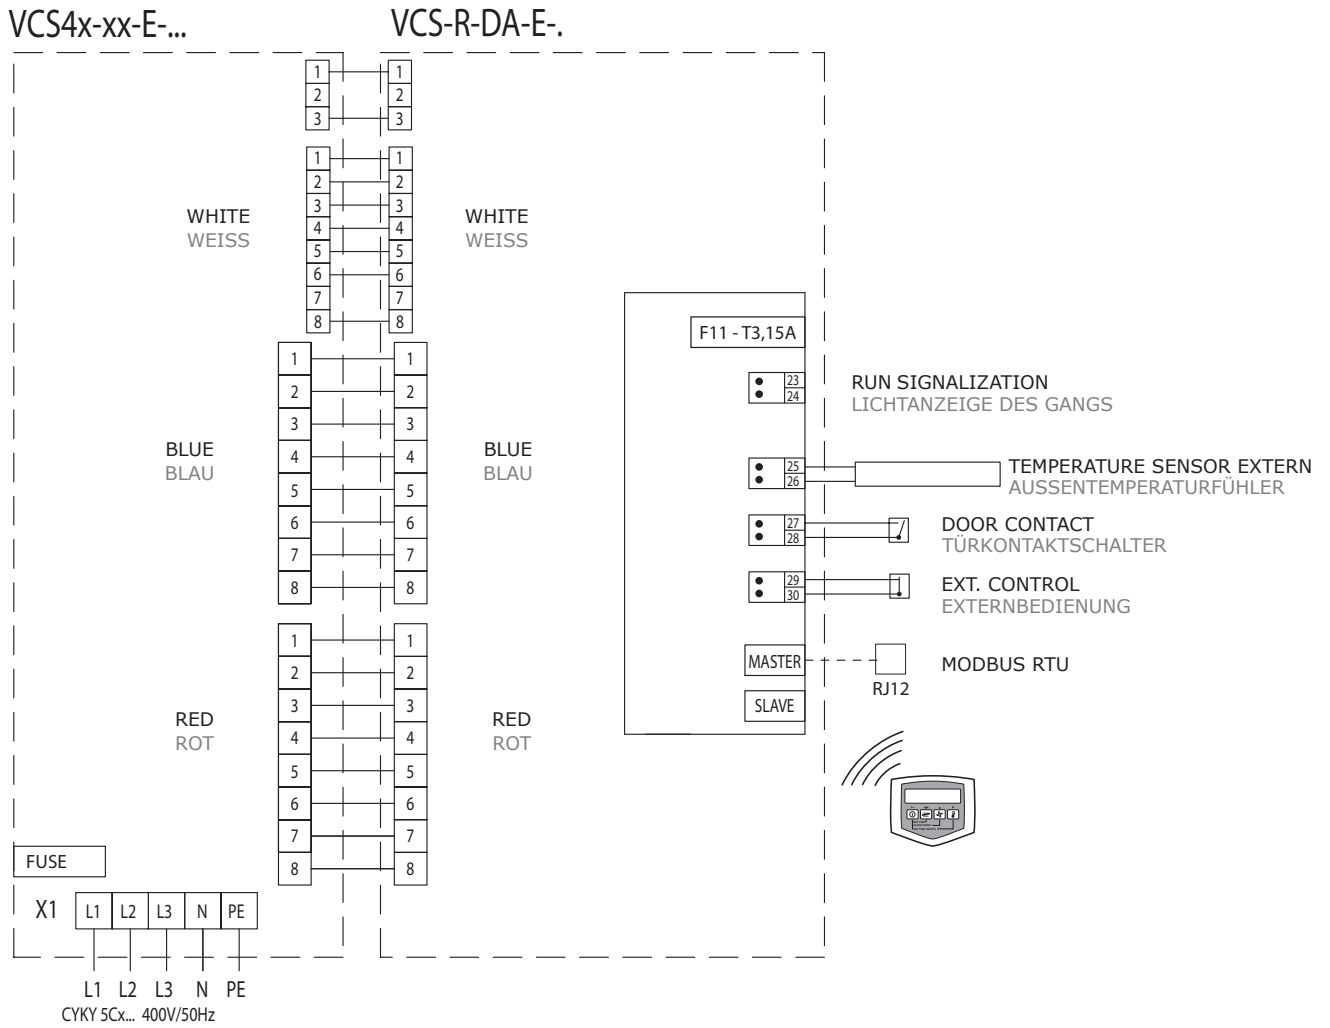 VCS4x-xx-E-...
VCS-R-DA-E-.
1 1
2 2
3 3
1 1
2 2
3 3
4 4
5 5
6 6
7 7
8 8
WHITE
WEISS
WHITE
WEISS
1 1
2 2
3 3
4 4
5 5
6 6
7 7
8 8
BLUE
BLAU
BLUE
BLAU
1 1
2 2
3 3
4 4
5 5
6 6
7 7
8 8
RED
ROT
RED
ROT
F11 - T3,15A
23
24
RUN SIGNALIZATION
LICHTANZEIGE DES GANGS
25
26
TEMPERATURE SENSOR EXTERN
AUSSENTEMPERATURFÜHLER
27
28
DOOR CONTACT
TÜRKONTAKTSCHALTER
29
30
EXT. CONTROL
EXTERNBEDIENUNG
MASTER
RJ12
MODBUS RTU
SLAVE
FUSE
X1 L1 L2 L3 N PE
L1 L2 L3 N PE
CYKY 5Cx... 400V/50Hz